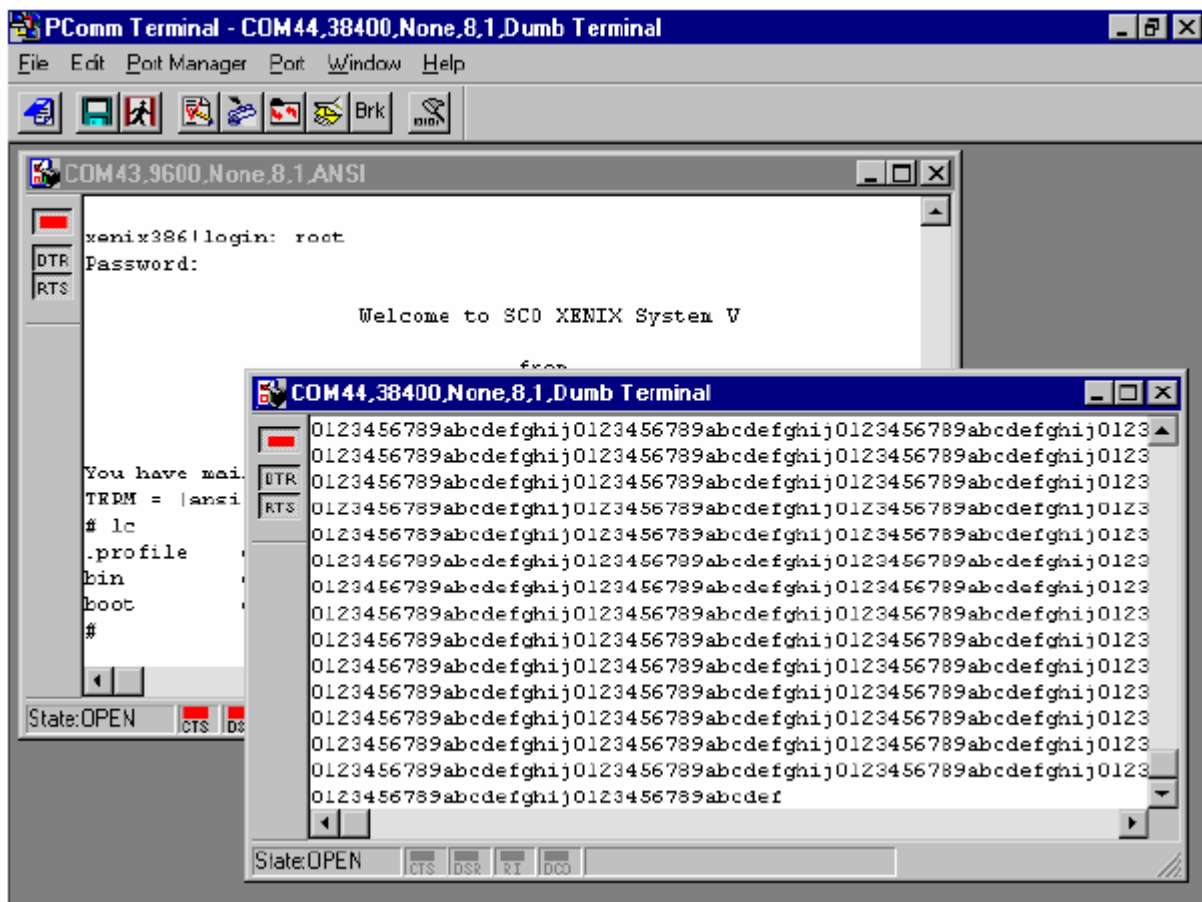 PComm Terminal - COM44,38400,None,8,1,Dumb Terminal
File Edit Port Manager Port Window Help
Brk
COM43,9600,None,8,1,ANSI
DTR
RTS
xenix386!login: root
Password:
Welcome to SCO XENIX System V
from
You have mai
TERM = (ansi
# lc
.profile
bin
boot
#
State:OPEN CTS DS
COM44,38400,None,8,1,Dumb Terminal
DTR
RTS
0123456789abcdefghij0123456789abcdefghij0123456789abcdefghij0123
0123456789abcdefghij0123456789abcdefghij0123456789abcdefghij0123
0123456789abcdefghij0123456789abcdefghij0123456789abcdefghij0123
0123456789abcdefghij0123456789abcdefghij0123456789abcdefghij0123
0123456789abcdefghij0123456789abcdefghij0123456789abcdefghij0123
0123456789abcdefghij0123456789abcdefghij0123456789abcdefghij0123
0123456789abcdefghij0123456789abcdefghij0123456789abcdefghij0123
0123456789abcdefghij0123456789abcdefghij0123456789abcdefghij0123
0123456789abcdefghij0123456789abcdefghij0123456789abcdefghij0123
0123456789abcdefghij0123456789abcdefghij0123456789abcdefghij0123
0123456789abcdefghij0123456789abcdefghij0123456789abcdefghij0123
0123456789abcdefghij0123456789abcdefghij0123456789abcdefghij0123
0123456789abcdefghij0123456789abcdefghij0123456789abcdefghij0123
0123456789abcdefghij0123456789abcdefghij0123456789abcdefghij0123
0123456789abcdefghij0123456789abcdef
State:OPEN CTS DSR RI DCD